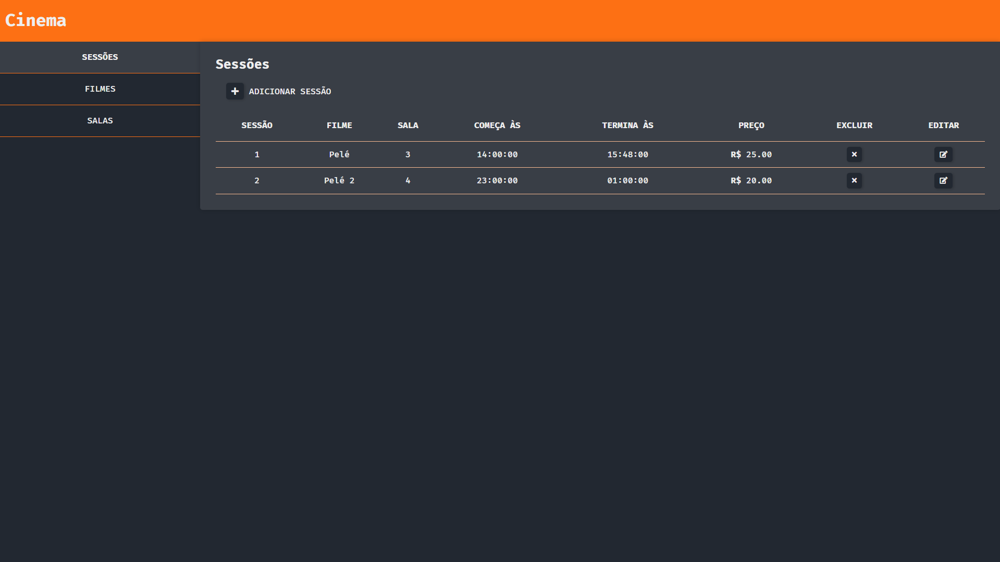 Cinema
SESSÕES
FILMES
SALAS
Sessões
ADICIONAR SESSÃO
SESSÃO FILME SALA COMEÇA ÀS TERMINA ÀS PREÇO EXCLUIR EDITAR
1 Pelé 3 14:00:00 15:48:00 R$ 25.00
2 Pelé 2 4 23:00:00 01:00:00 R$ 20.00